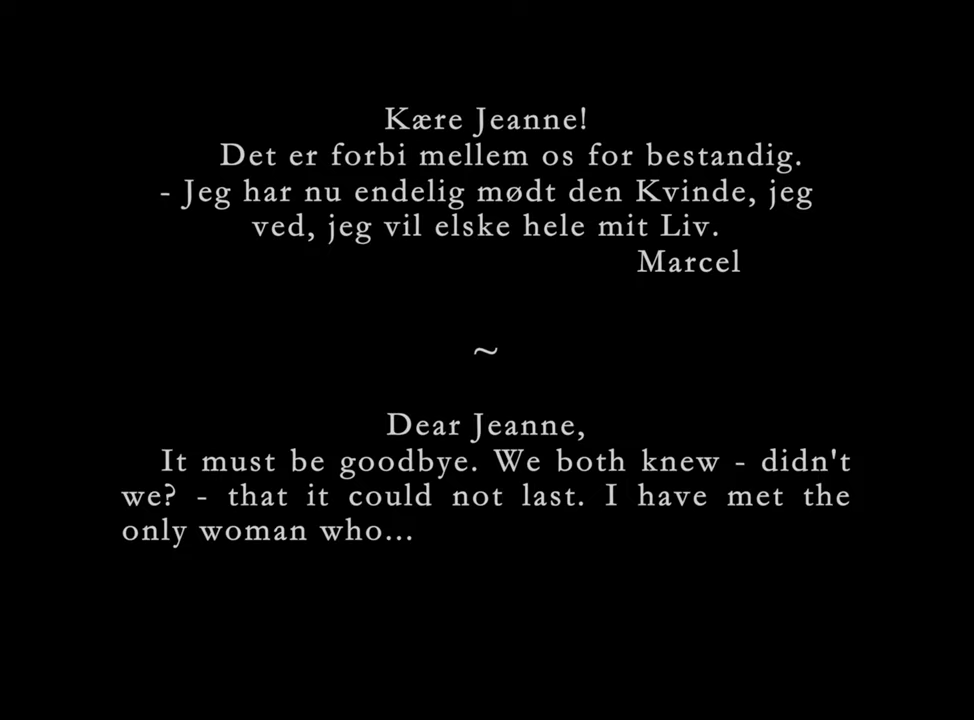 Kære Jeanne!
Det er forbi mellem os for bestandig.
- Jeg har nu endelig mødt den Kvinde, jeg
ved, jeg vil elske hele mit Liv.
Marcel
~
Dear Jeanne,
It must be goodbye. We both knew - didn't
we? - that it could not last. I have met the
only woman who...